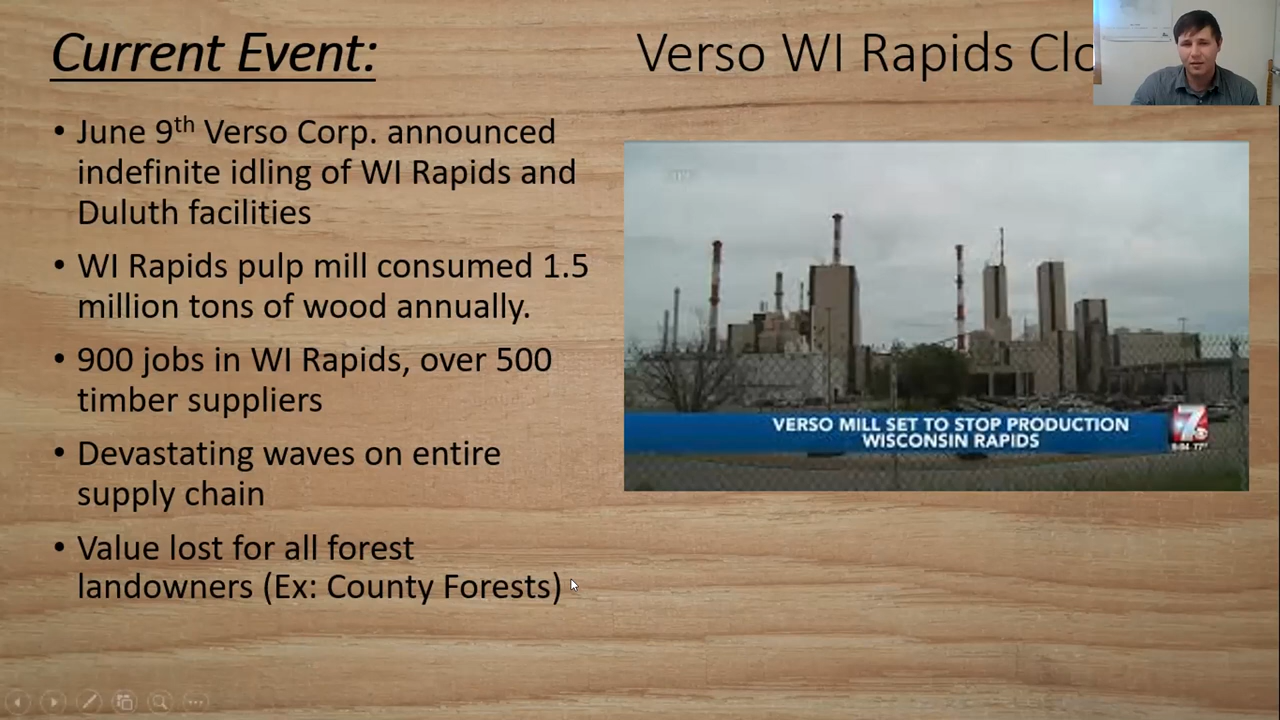 Current Event:
Verso WI Rapids Clo
• June 9th Verso Corp. announced
indefinite idling of WI Rapids and
Duluth facilities
• WI Rapids pulp mill consumed 1.5
million tons of wood annually.
• 900 jobs in WI Rapids, over 500
timber suppliers
• Devastating waves on entire
supply chain
• Value lost for all forest
landowners (Ex: County Forests)
VERSO MILL SET TO STOP PRODUCTION
WISCONSIN RAPIDS
7